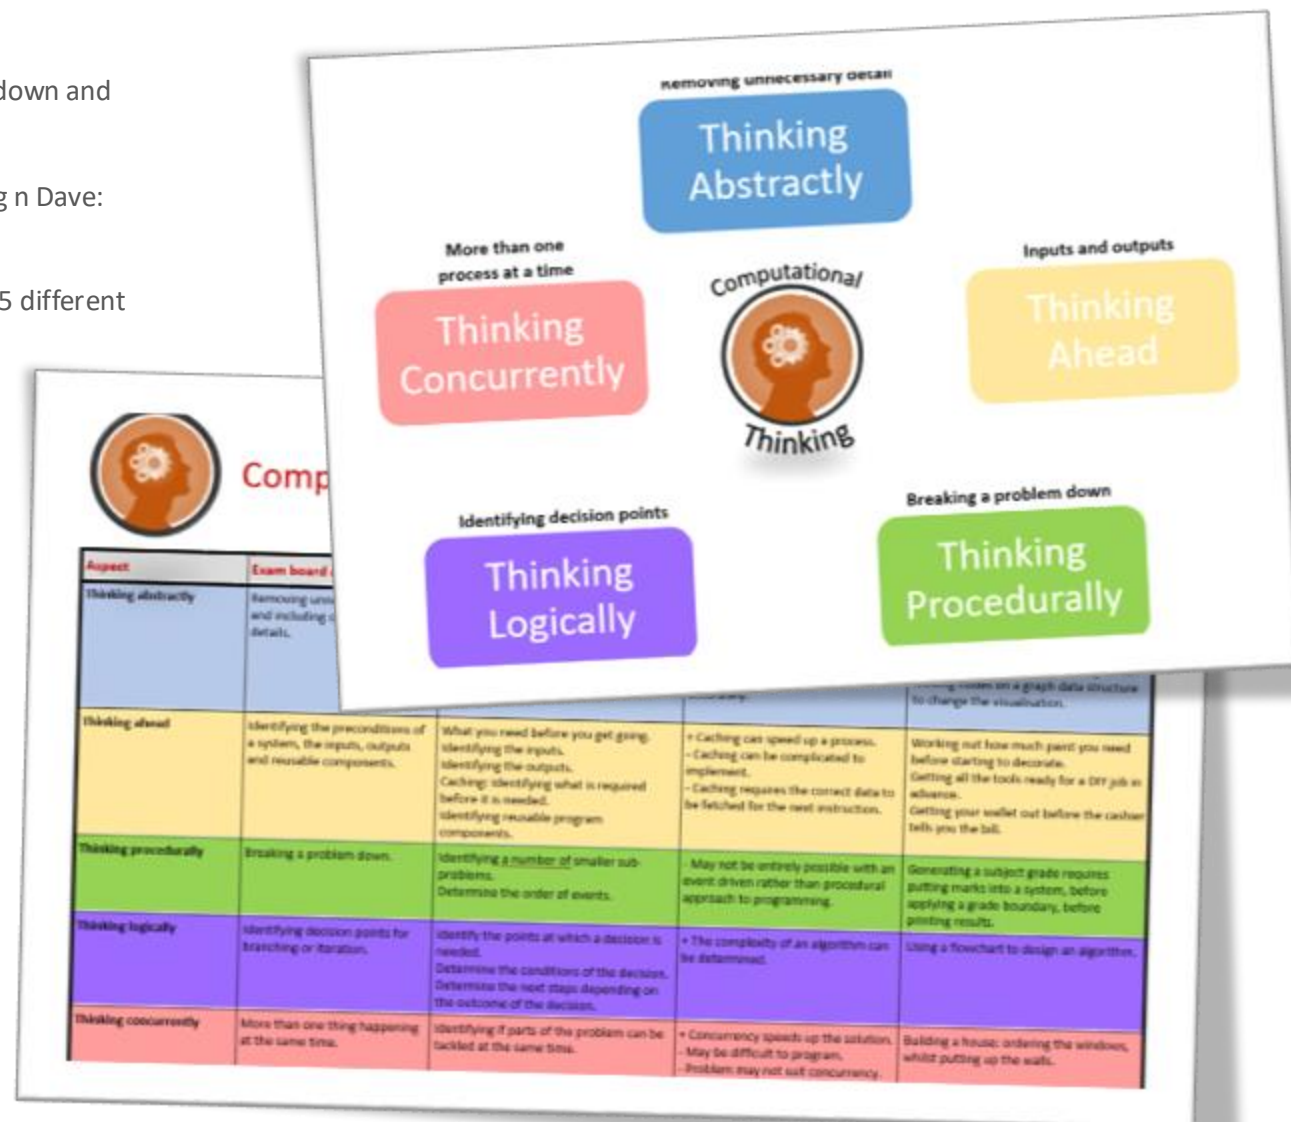 down and
g n Dave:
5 different
Removing unnecessary detail
Thinking
Abstractly
More than one
process at a time
Thinking
Concurrently
Computational
Thinking
Inputs and outputs
Thinking
Ahead
Identifying decision points
Thinking
Logically
Breaking a problem down
Thinking
Procedurally
Comp
Aspect
Exam board
Thinking abstractly
Removing
and including
details.
on a graph data structure
to change the visualisation.
Thinking ahead
Identifying the preconditions of
a system, the inputs, outputs
and reusable components.
What you need before you get going.
Identifying the inputs.
Identifying the outputs.
Caching: identifying what is required
before it is needed.
Identifying reusable program
components.
+ Caching can speed up a process.
- Caching can be complicated to
implement.
- Caching requires the correct data to
be fetched for the next instruction.
Working out how much paint you need
before starting to decorate.
Getting all the tools ready for a DIY job in
advance.
Getting your wallet out before the cashier
tells you the bill.
Thinking procedurally
Breaking a problem down.
Identifying a number of smaller sub-
problems.
Determine the order of events.
- May not be entirely possible with an
event driven rather than procedural
approach to programming.
Generating a subject grade requires
putting marks into a system, before
applying a grade boundary, before
printing results.
Thinking logically
Identifying decision points for
branching or iteration.
Identify the points at which a decision is
needed.
Determine the conditions of the decision.
Determine the next steps depending on
the outcome of the decision.
+ The complexity of an algorithm can
be determined.
Using a flowchart to design an algorithm.
Thinking concurrently
More than one thing happening
at the same time.
Identifying if parts of the problem can be
tackled at the same time.
+ Concurrency speeds up the solution.
- May be difficult to program.
- Problem may not suit concurrency.
Building a house: ordering the windows,
whilst putting up the walls.